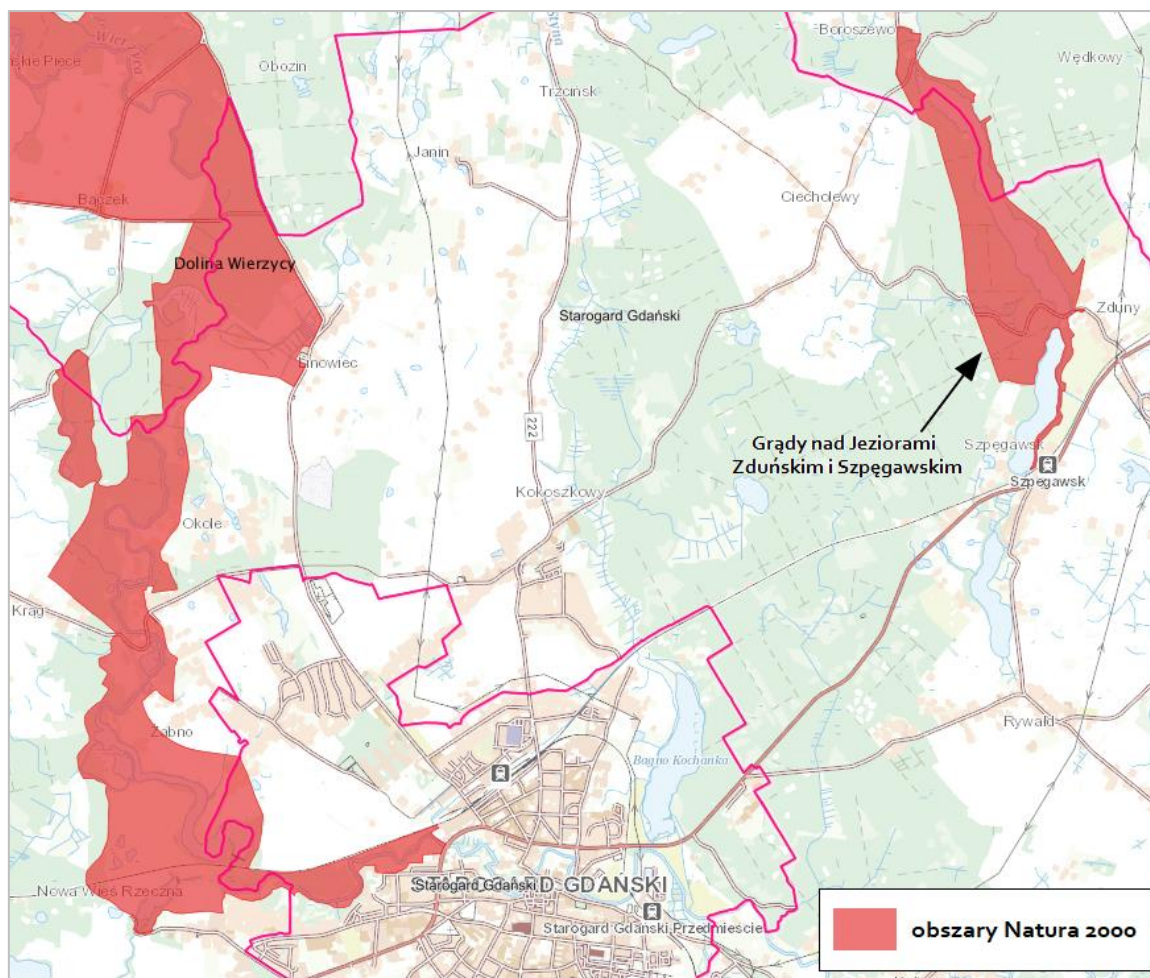 Boroszewo
Wędkowy
Obozin
Trzcińsk
Janin
Ciecholewy
Bączek
Dolina Wierzycy
Zduny
Starogard Gdański
Linowiec
222
Grądy nad Jeziorami
Zduńskim i Szpęgawskim
Szpęgawsk
Szpęgawsk
Kokoszkowy
Okole
Krąg
Rywałd
Żabno
Bagno Kochanka
Nowa Wieś Rzeczna
STAROGARD GDAŃSKI
Starogard Gdański
Starogard Gdański Przedmieście
obszary Natura 2000